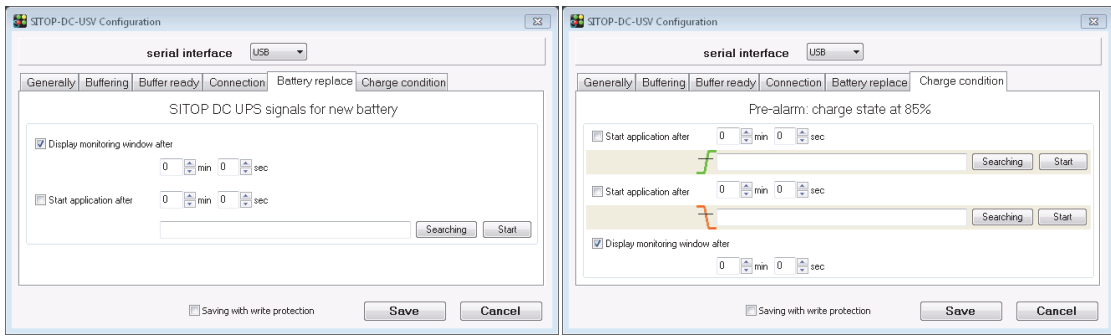 SITOP-DC-USV Configuration
serial interface USB
Generally Buffering Buffer ready Connection Battery replace Charge condition
SITOP DC UPS signals for new battery
Display monitoring window after
0 min 0 sec
Start application after 0 min 0 sec
Searching Start
Saving with write protection Save Cancel
SITOP-DC-USV Configuration
serial interface USB
Generally Buffering Buffer ready Connection Battery replace Charge condition
Pre-alarm: charge state at 85%
Start application after 0 min 0 sec
Searching Start
Start application after 0 min 0 sec
Searching Start
Display monitoring window after
0 min 0 sec
Saving with write protection Save Cancel